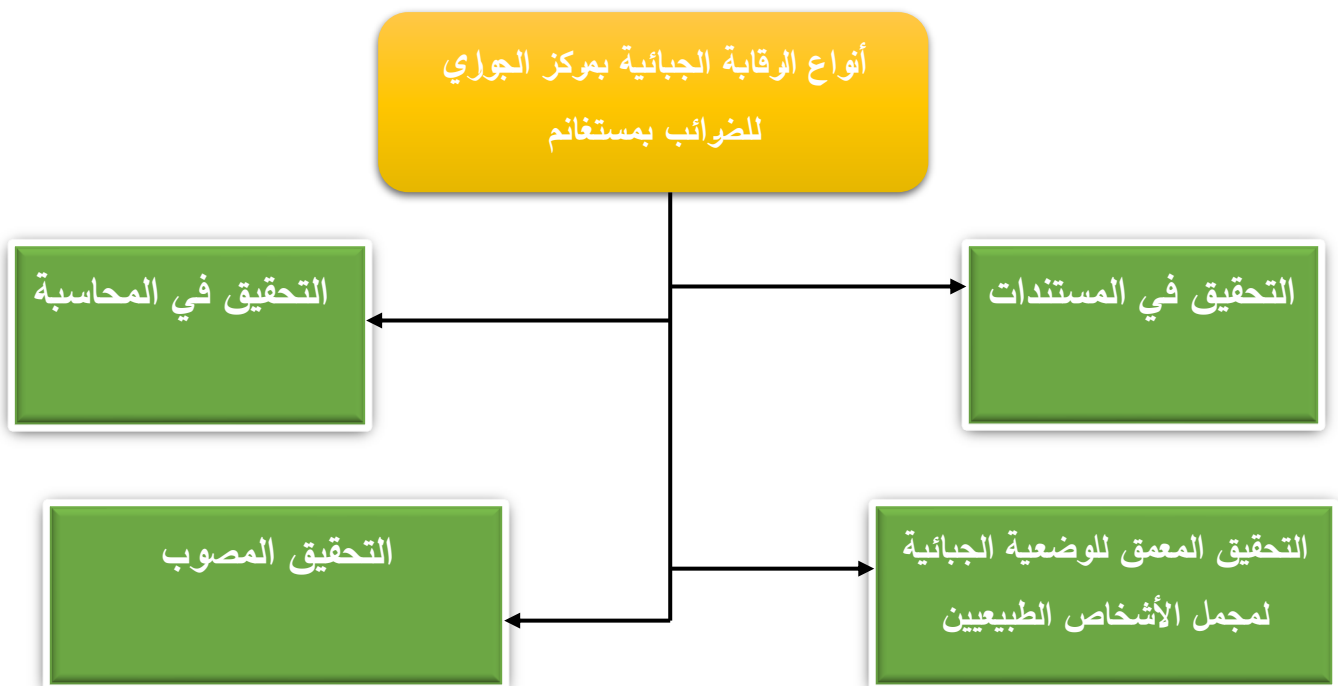 أنواع الرقابة الجبائية بمركز الجوري
للضرائب بمستغانم
التحقيق في المستندات
التحقيق في المحاسبة
التحقيق المعمق للوضعية الجبائية
لمجمل الأشخاص الطبيعيين
التحقيق المصوب